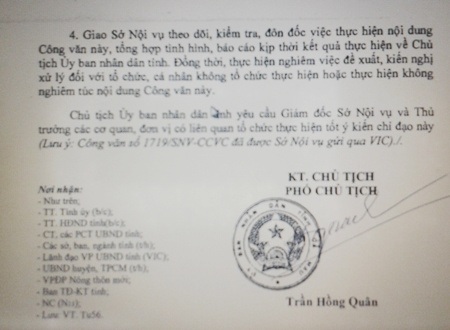 4. Giao Sở Nội vụ theo dõi, kiểm tra, đôn đốc việc thực hiện nội dung
Công văn này, tổng hợp tình hình, báo cáo kịp thời kết quả thực hiện về Chủ
tịch Ủy ban nhân dân tỉnh. Đồng thời, thực hiện nghiêm việc đề xuất, kiến nghị
xử lý đối với tổ chức, cá nhân không tổ chức thực hiện hoặc thực hiện không
nghiêm túc nội dung Công văn này.
Chủ tịch Ủy ban nhân dân tỉnh yêu cầu Giám đốc Sở Nội vụ và Thủ
trưởng các cơ quan, đơn vị có liên quan tổ chức thực hiện tốt ý kiến chỉ đạo này
(Lưu ý: Công văn số 1719/SNV-CCVC đã được Sở Nội vụ gửi qua VIC)./.
KT. CHỦ TỊCH
PHÓ CHỦ TỊCH
Nơi nhận:
- Như trên;
- TT. Tỉnh ủy (b/c);
- TT. HĐND tỉnh(b/c);
- CT, các PCT UBND tỉnh;
- Các sở, ban, ngành tỉnh (t/h);
- Lãnh đạo VP UBND tỉnh (VIC);
- UBND huyện, TPCM (t/h);
- VPĐP Nông thôn mới;
- Ban TĐ-KT tỉnh;
- NC
- Lưu: VT. Tu56.
Trần Hồng Quân